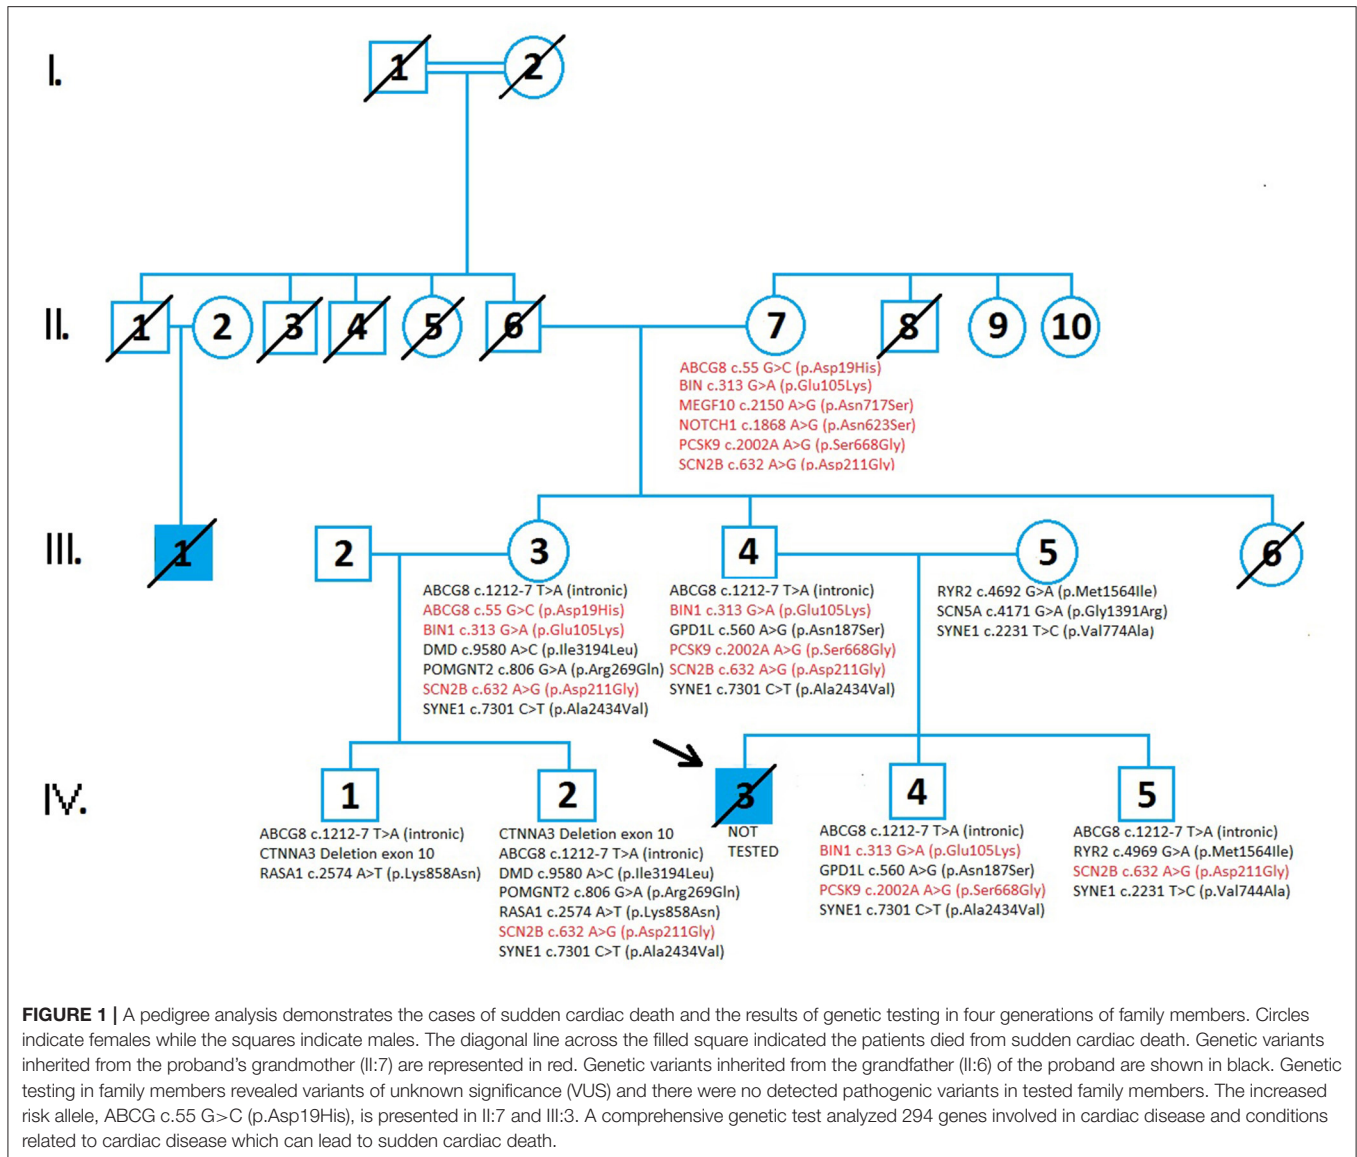 I.
1
2
II.
1
2
3
4
5
6
7
8
9
10
ABCG8 c.55 G>C (p.Asp19His)
BIN c.313 G>A (p.Glu105Lys)
MEGF10 c.2150 A>G (p.Asn717Ser)
NOTCH1 c.1868 A>G (p.Asn623Ser)
PCSK9 c.2002A A>G (p.Ser668Gly)
SCN2B c.632 A>G (p.Asp211Gly)
III.
1
2
3
4
5
6
ABCG8 c.1212-7 T>A (intronic)
ABCG8 c.55 G>C (p.Asp19His)
BIN1 c.313 G>A (p.Glu105Lys)
DMD c.9580 A>C (p.Ile3194Leu)
POMGNT2 c.806 G>A (p.Arg269Gln)
SCN2B c.632 A>G (p.Asp211Gly)
SYNE1 c.7301 C>T (p.Ala2434Val)
ABCG8 c.1212-7 T>A (intronic)
BIN1 c.313 G>A (p.Glu105Lys)
GPD1L c.560 A>G (p.Asn187Ser)
PCSK9 c.2002A A>G (p.Ser668Gly)
SCN2B c.632 A>G (p.Asp211Gly)
SYNE1 c.7301 C>T (p.Ala2434Val)
RYR2 c.4692 G>A (p.Met1564Ile)
SCN5A c.4171 G>A (p.Gly1391Arg)
SYNE1 c.2231 T>C (p.Val774Ala)
IV.
1
2
3
4
5
ABCG8 c.1212-7 T>A (intronic)
CTNNA3 Deletion exon 10
RASA1 c.2574 A>T (p.Lys858Asn)
CTNNA3 Deletion exon 10
ABCG8 c.1212-7 T>A (intronic)
DMD c.9580 A>C (p.Ile3194Leu)
POMGNT2 c.806 G>A (p.Arg269Gln)
RASA1 c.2574 A>T (p.Lys858Asn)
SCN2B c.632 A>G (p.Asp211Gly)
SYNE1 c.7301 C>T (p.Ala2434Val)
NOT
TESTED
ABCG8 c.1212-7 T>A (intronic)
BIN1 c.313 G>A (p.Glu105Lys)
GPD1L c.560 A>G (p.Asn187Ser)
PCSK9 c.2002A A>G (p.Ser668Gly)
SYNE1 c.7301 C>T (p.Ala2434Val)
ABCG8 c.1212-7 T>A (intronic)
RYR2 c.4969 G>A (p.Met1564Ile)
SCN2B c.632 A>G (p.Asp211Gly)
SYNE1 c.2231 T>C (p.Val744Ala)
FIGURE 1 | A pedigree analysis demonstrates the cases of sudden cardiac death and the results of genetic testing in four generations of family members. Circles
indicate females while the squares indicate males. The diagonal line across the filled square indicated the patients died from sudden cardiac death. Genetic variants
inherited from the proband's grandmother (II:7) are represented in red. Genetic variants inherited from the grandfather (II:6) of the proband are shown in black. Genetic
testing in family members revealed variants of unknown significance (VUS) and there were no detected pathogenic variants in tested family members. The increased
risk allele, ABCG c.55 G>C (p.Asp19His), is presented in II:7 and III:3. A comprehensive genetic test analyzed 294 genes involved in cardiac disease and conditions
related to cardiac disease which can lead to sudden cardiac death.